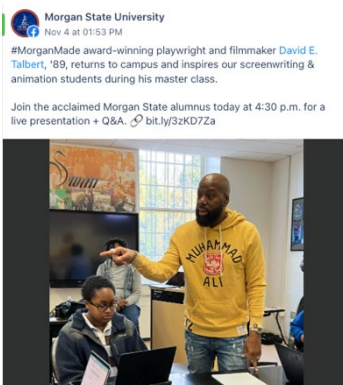 Morgan State University
Nov 4 at 01:53 PM
#MorganMade award-winning playwright and filmmaker David E.
Talbert, '89, returns to campus and inspires our screenwriting &
animation students during his master class.
Join the acclaimed Morgan State alumnus today at 4:30 p.m. for a
live presentation + Q&A. 🔗 bit.ly/3zKD7Za
MUHAMMAD
ALI